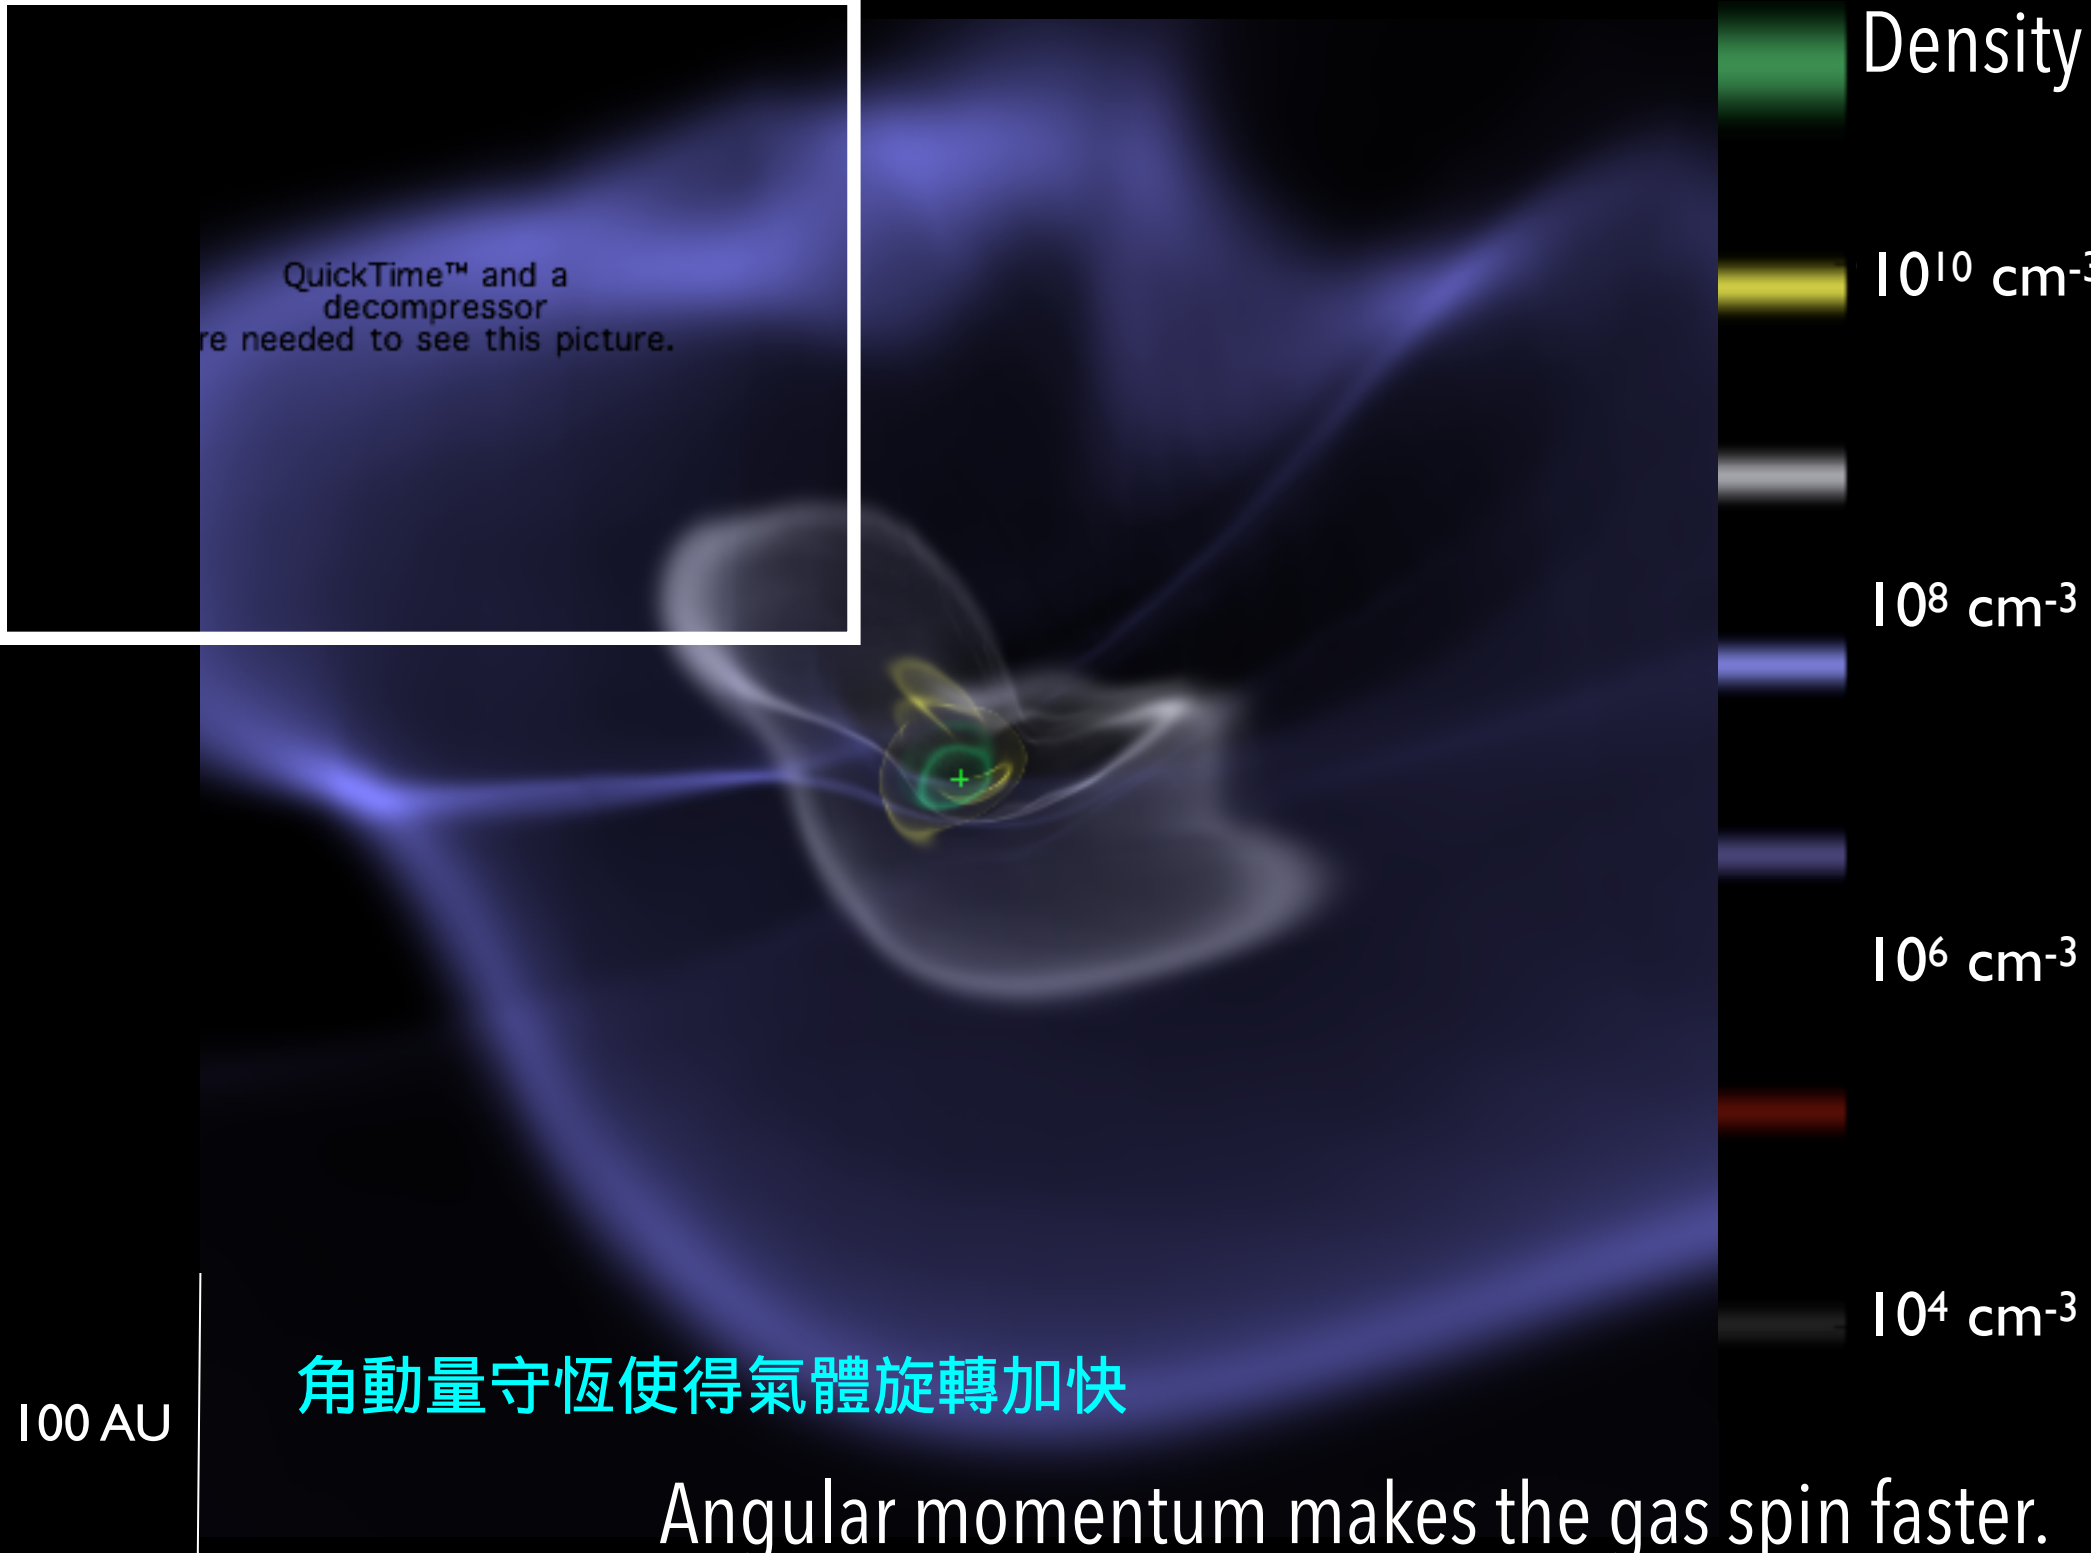 Density
QuickTime™ and a
decompressor
re needed to see this picture.
10¹⁰ cm-3
10⁸ cm-3
10⁶ cm-3
10⁴ cm-3
角動量守恆使得氣體旋轉加快
100 AU
Angular momentum makes the gas spin faster.